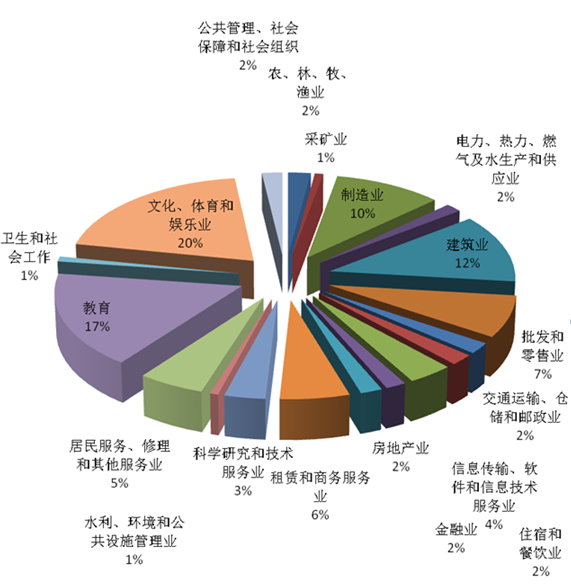 公共管理、社会
保障和社会组织
2%
农、林、牧、
渔业
2%
采矿业
1%
制造业
10%
电力、热力、燃
气及水生产和供
应业
2%
建筑业
12%
批发和
零售业
7%
交通运输、仓
储和邮政业
2%
住宿和
餐饮业
2%
信息传输、软
件和信息技术
服务业
4%
金融业
2%
房地产业
2%
租赁和商务服务
业
6%
科学研究和技术
服务业
3%
水利、环境和公
共设施管理业
1%
居民服务、修理
和其他服务业
5%
教育
17%
卫生和社
会工作
1%
文化、体育和
娱乐业
20%